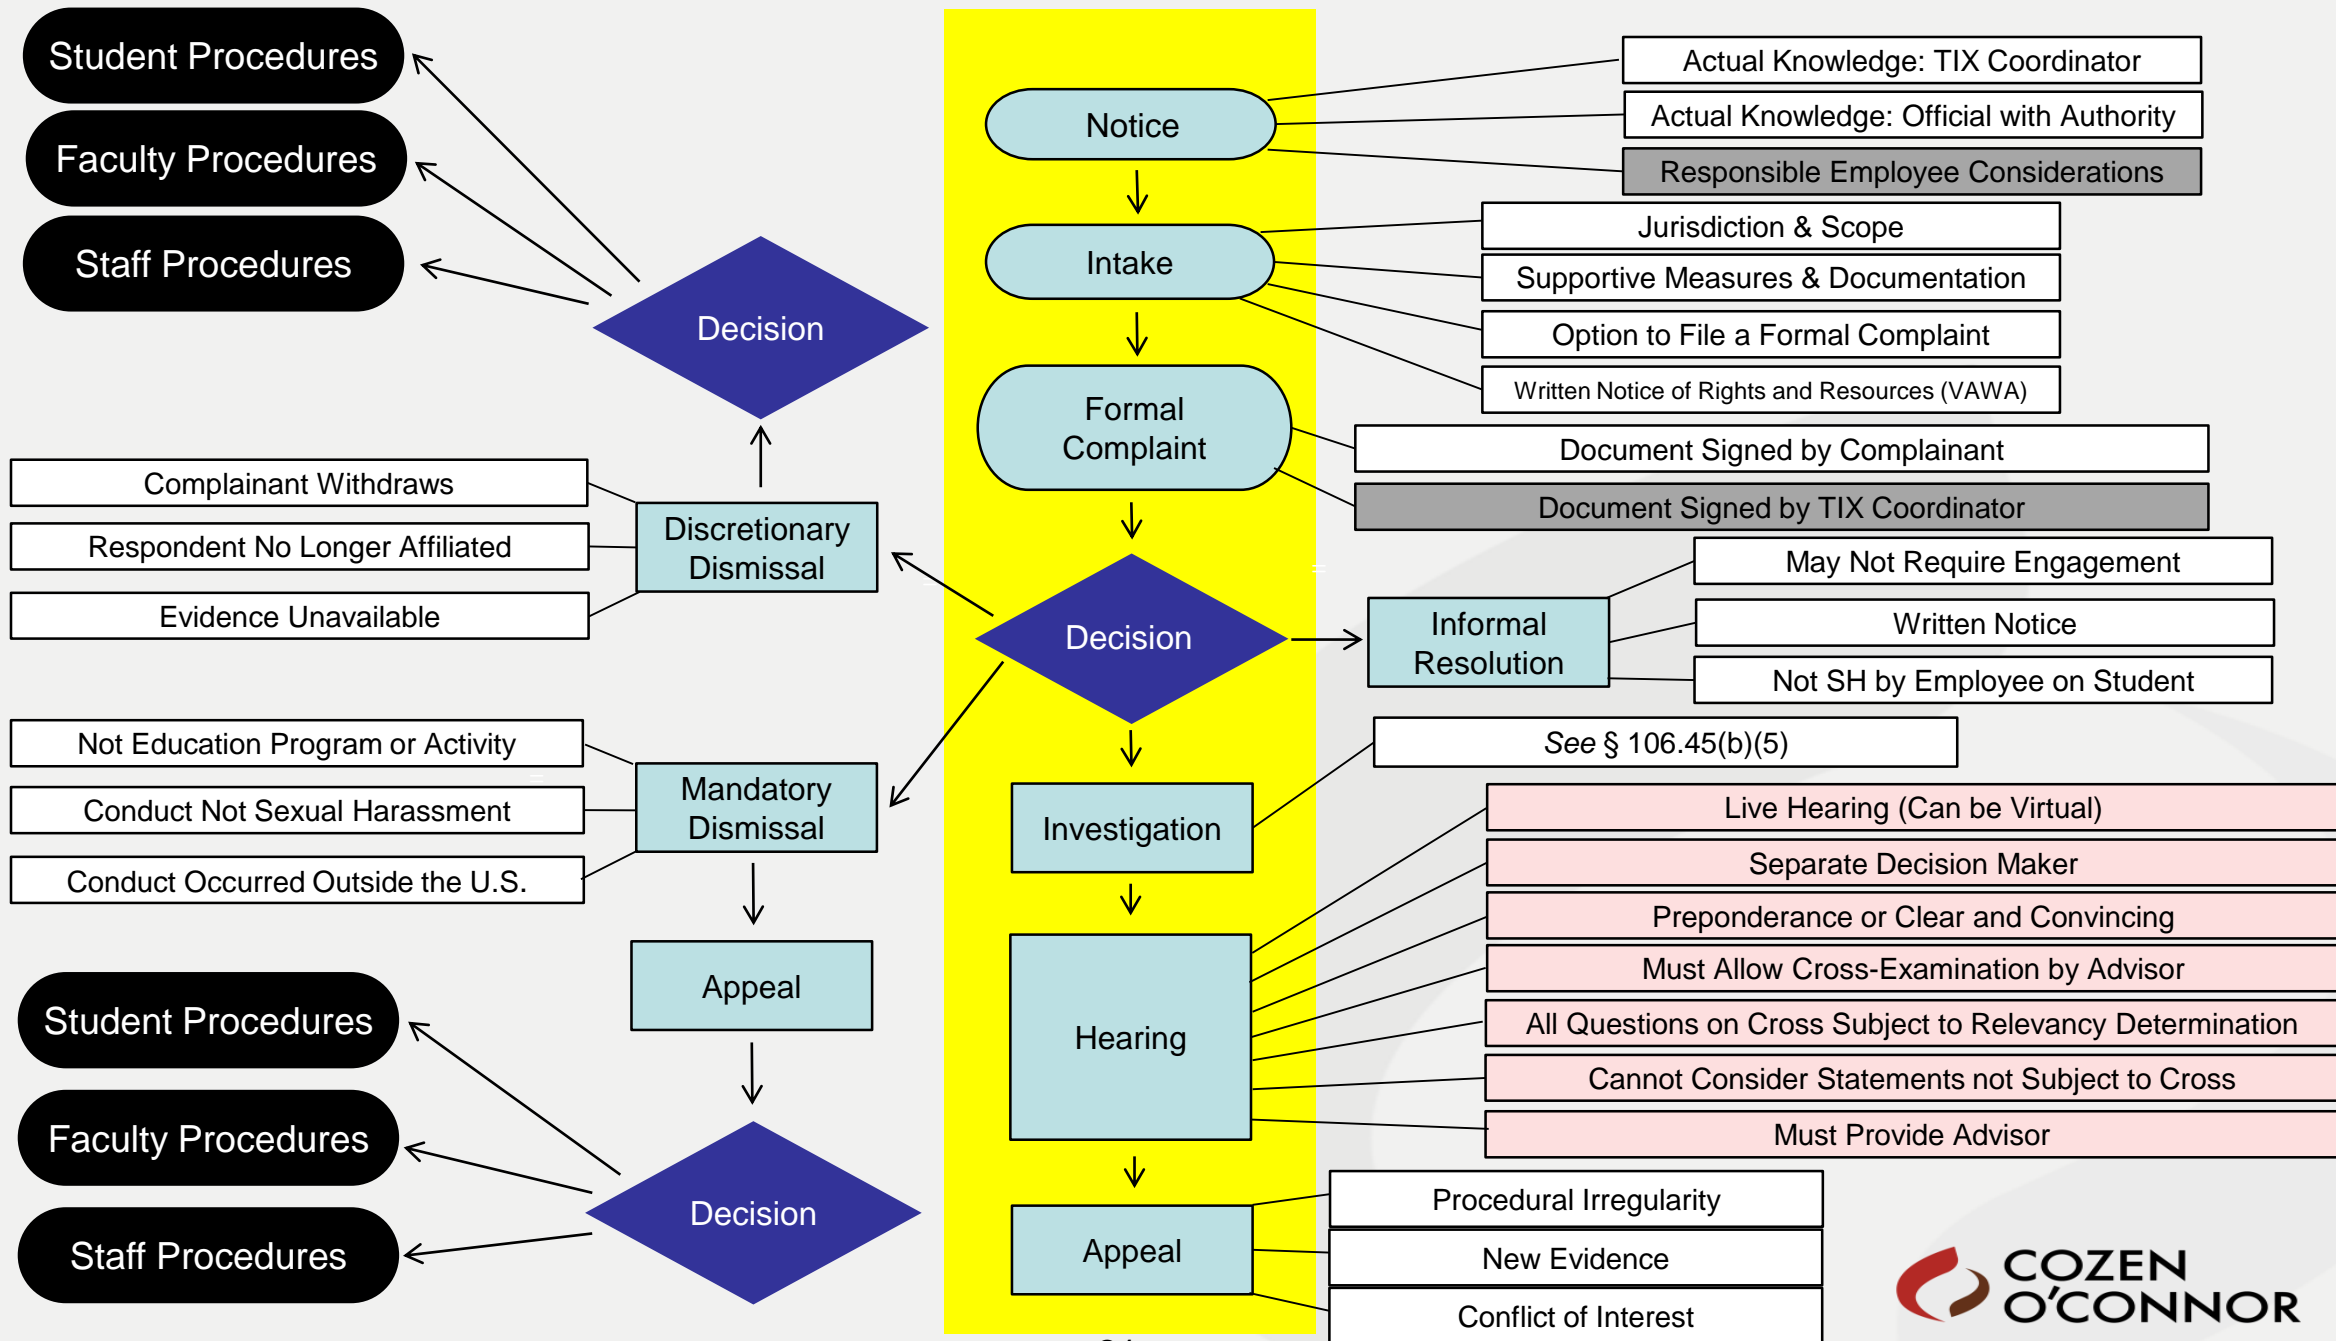 Student Procedures
Faculty Procedures
Staff Procedures
Decision
Complainant Withdraws
Respondent No Longer Affiliated
Evidence Unavailable
Discretionary
Dismissal
Not Education Program or Activity
Conduct Not Sexual Harassment
Conduct Occurred Outside the U.S.
=
Mandatory
Dismissal
Appeal
Student Procedures
Faculty Procedures
Staff Procedures
Decision
Notice
Intake
Formal
Complaint
Decision
Investigation
Hearing
Appeal
Actual Knowledge: TIX Coordinator
Actual Knowledge: Official with Authority
Responsible Employee Considerations
Jurisdiction & Scope
Supportive Measures & Documentation
Option to File a Formal Complaint
Written Notice of Rights and Resources (VAWA)
Document Signed by Complainant
Document Signed by TIX Coordinator
=
Informal
Resolution
May Not Require Engagement
Written Notice
Not SH by Employee on Student
See § 106.45(b)(5)
Live Hearing (Can be Virtual)
Separate Decision Maker
Preponderance or Clear and Convincing
Must Allow Cross-Examination by Advisor
All Questions on Cross Subject to Relevancy Determination
Cannot Consider Statements not Subject to Cross
Must Provide Advisor
Procedural Irregularity
New Evidence
Conflict of Interest
COZEN
O'CONNOR